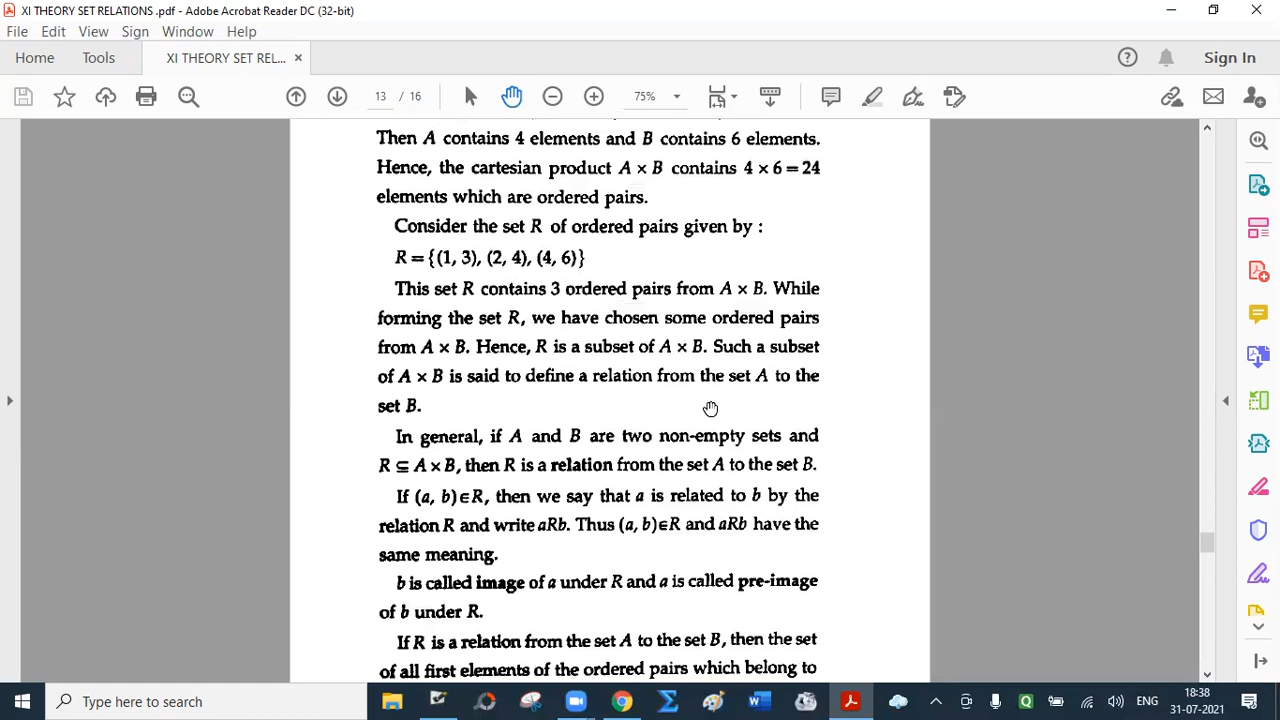 XI THEORY SET RELATIONS .pdf - Adobe Acrobat Reader DC (32-bit)
File Edit View Sign Window Help
Home Tools XI THEORY SET REL... × Sign In
13 / 16 75%
Then A contains 4 elements and B contains 6 elements.
Hence, the cartesian product A × B contains 4 × 6 = 24
elements which are ordered pairs.
Consider the set R of ordered pairs given by :
R = {(1, 3), (2, 4), (4, 6)}
This set R contains 3 ordered pairs from A × B. While
forming the set R, we have chosen some ordered pairs
from A × B. Hence, R is a subset of A × B. Such a subset
of A × B is said to define a relation from the set A to the
set B.
In general, if A and B are two non-empty sets and
R ⊆ A × B, then R is a relation from the set A to the set B.
If (a, b)∈R, then we say that a is related to b by the
relation R and write aRb. Thus (a, b)∈R and aRb have the
same meaning.
b is called image of a under R and a is called pre-image
of b under R.
If R is a relation from the set A to the set B, then the set
of all first elements of the ordered pairs which belong to
Type here to search
ENG
18:38
31-07-2021